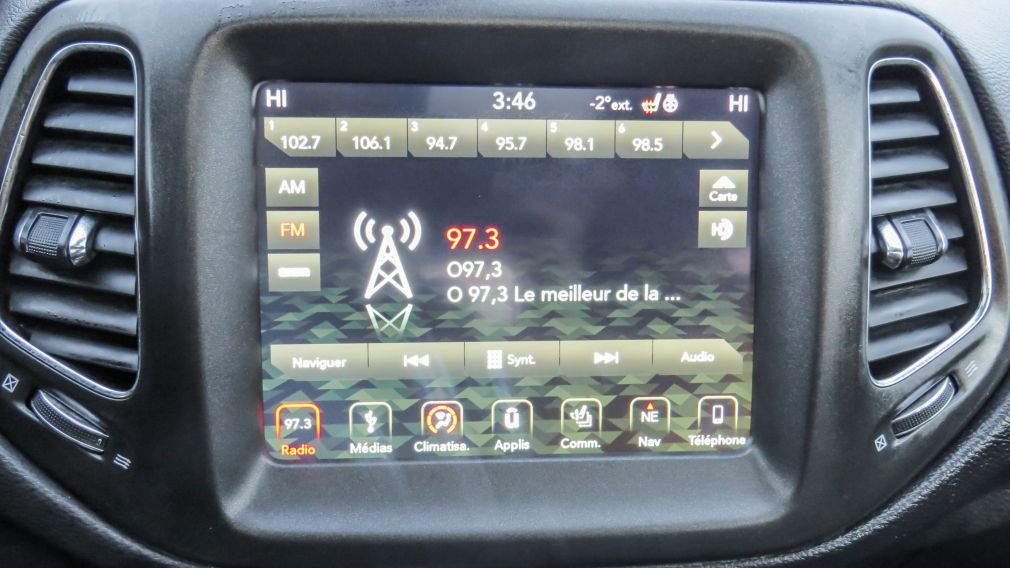 HI 3:46 -2° ext. HI
1 102.7 2 106.1 3 94.7 4 95.7 5 98.1 6 98.5
AM
Carte
FM
97.3
O97,3
O 97,3 Le meilleur de la ...
Naviguer Synt. Audio
97.3 NE
Radio Médias Climatisa. Applis Comm. Nav Téléphone